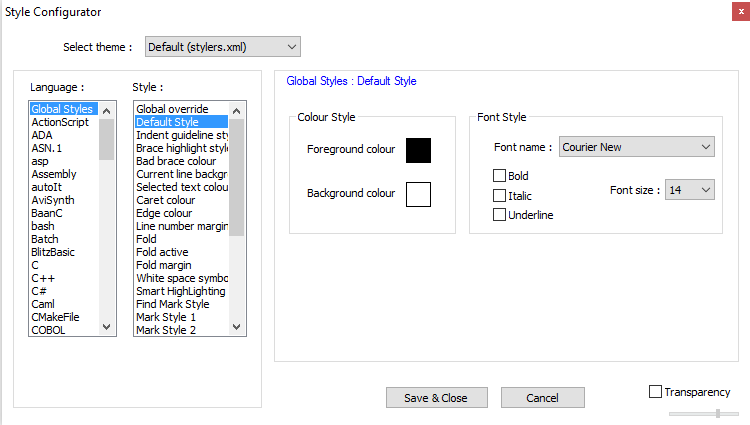 Style Configurator
x
Select theme : Default (stylers.xml)
Language :
Global Styles
ActionScript
ADA
ASN.1
asp
Assembly
autoIt
AviSynth
BaanC
bash
Batch
BlitzBasic
C
C++
C#
Caml
CMakeFile
COBOL
Style :
Global override
Default Style
Indent guideline sty
Brace highlight style
Bad brace colour
Current line backgr
Selected text colou
Caret colour
Edge colour
Line number margin
Fold
Fold active
Fold margin
White space symbo
Smart HighLighting
Find Mark Style
Mark Style 1
Mark Style 2
Global Styles : Default Style
Colour Style
Foreground colour
Background colour
Font Style
Font name : Courier New
Bold
Italic
Underline
Font size : 14
Save & Close
Cancel
Transparency